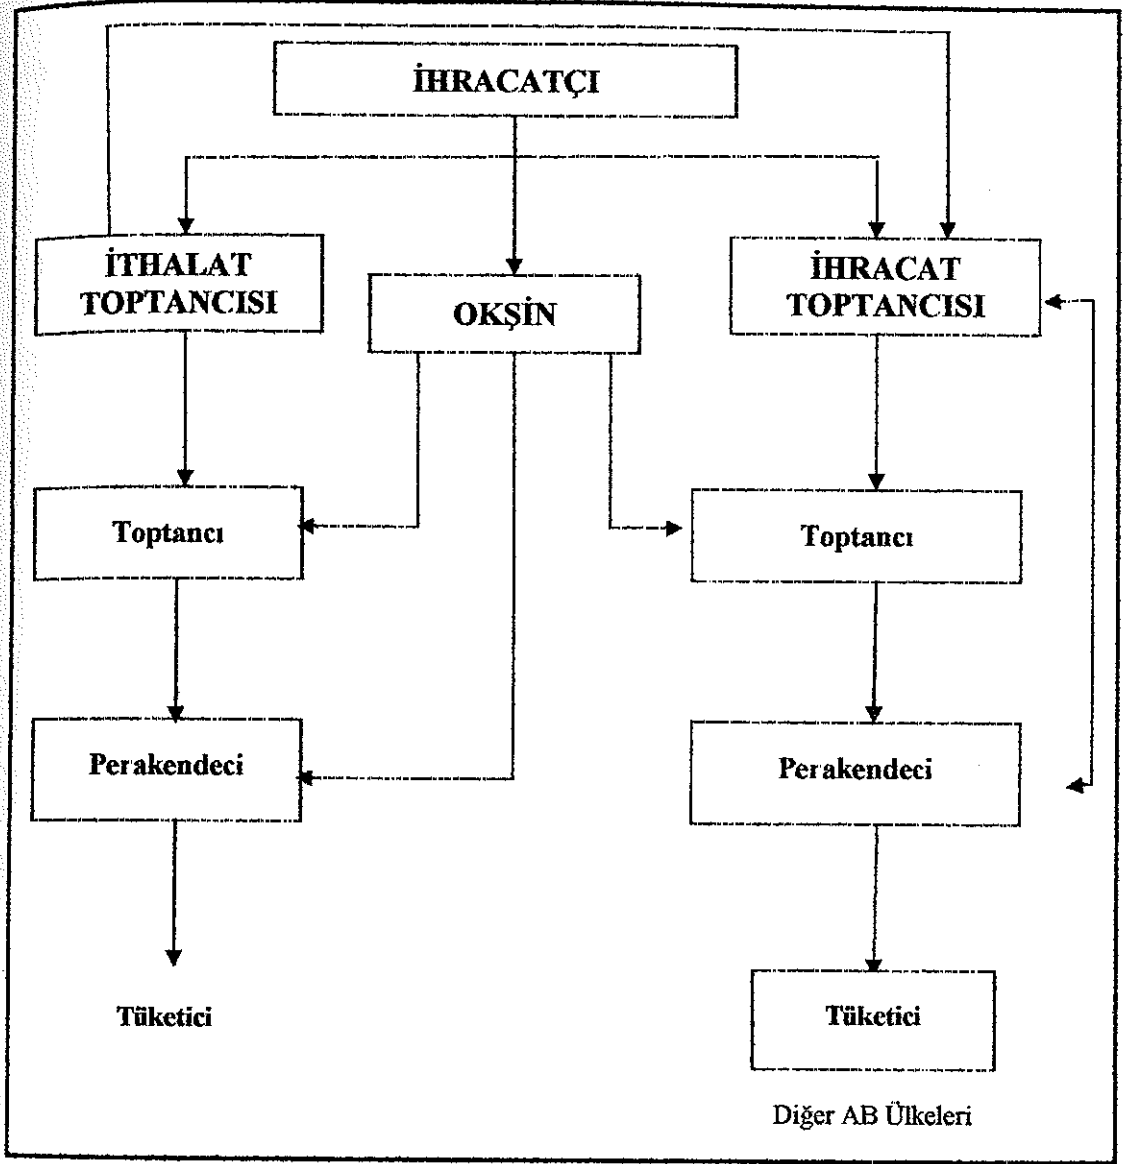 İHRACATÇI
İTHALAT
TOPTANCISI
OKŞİN
İHRACAT
TOPTANCISI
Toptancı
Toptancı
Perakendeci
Perakendeci
Tüketici
Tüketici
Diğer AB Ülkeleri